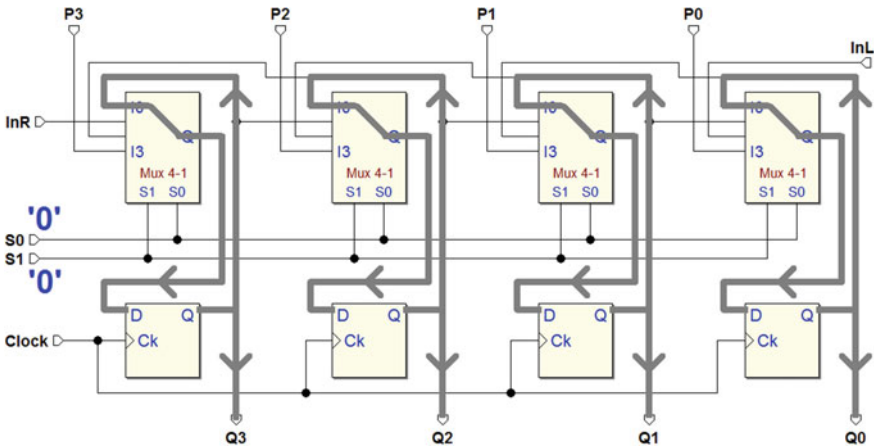 P3 P2 P1 P0
InL
I0 I0 I0 I0
InR
Q Q Q Q
I3 I3 I3 I3
Mux 4-1 Mux 4-1 Mux 4-1 Mux 4-1
S1 S0 S1 S0 S1 S0 S1 S0
'0'
S0
S1
'0'
D Q D Q D Q D Q
Clock
Ck Ck Ck Ck
Q3 Q2 Q1 Q0